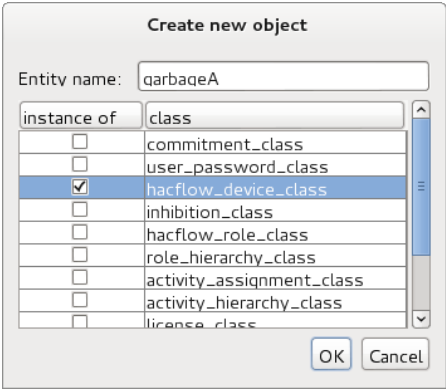 Create new object
Entity name: garbageA
instance of class
commitment_class
user_password_class
hacflow_device_class
inhibition_class
hacflow_role_class
role_hierarchy_class
activity_assignment_class
activity_hierarchy_class
license_class
OK Cancel